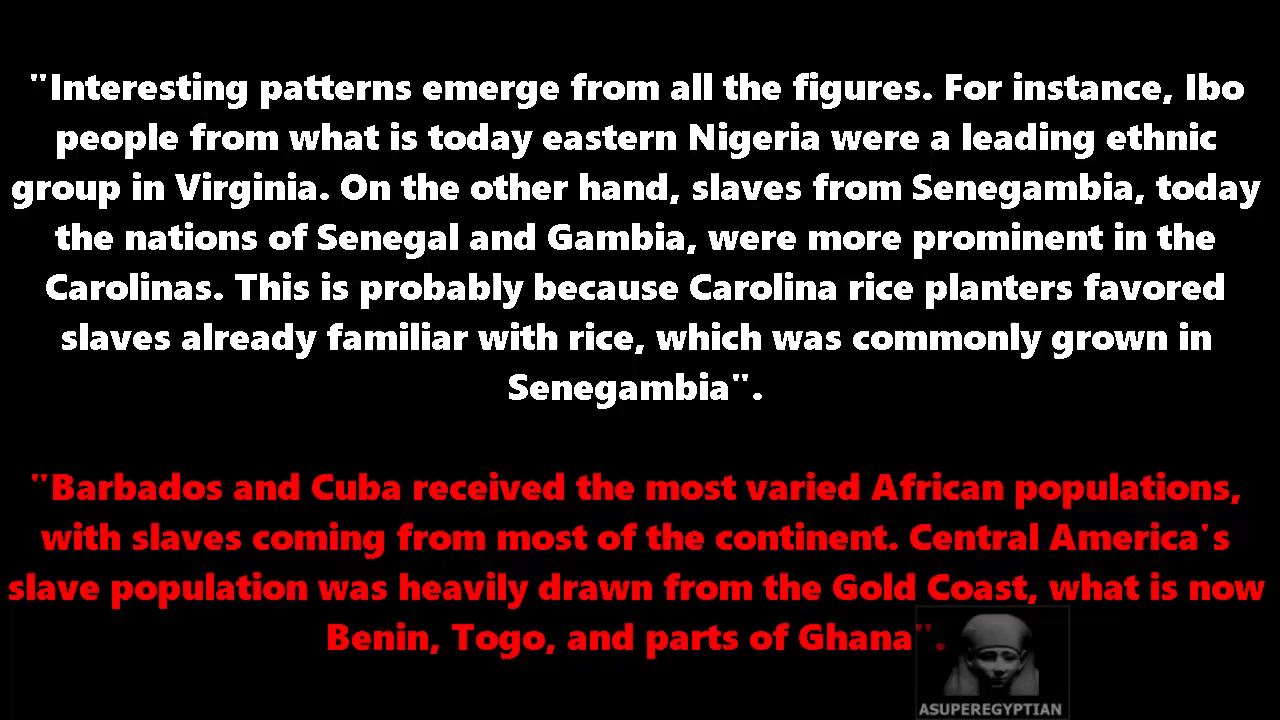 "Interesting patterns emerge from all the figures. For instance, Ibo
people from what is today eastern Nigeria were a leading ethnic
group in Virginia. On the other hand, slaves from Senegambia, today
the nations of Senegal and Gambia, were more prominent in the
Carolinas. This is probably because Carolina rice planters favored
slaves already familiar with rice, which was commonly grown in
Senegambia".
"Barbados and Cuba received the most varied African populations,
with slaves coming from most of the continent. Central America's
slave population was heavily drawn from the Gold Coast, what is now
Benin, Togo, and parts of Ghana".
ASUPEREGYPTIAN